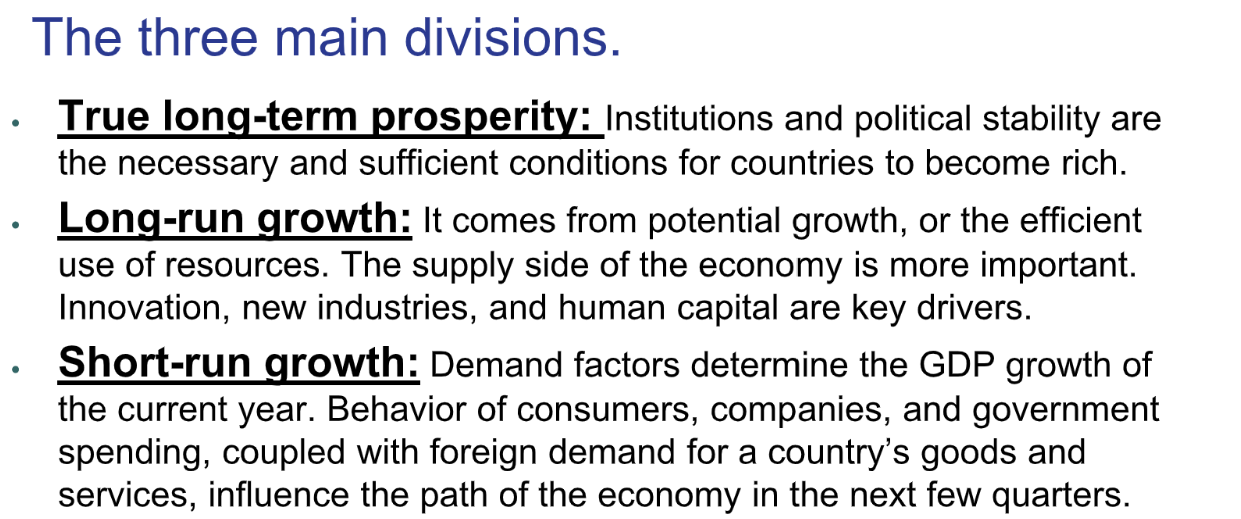 The three main divisions.
• True long-term prosperity: Institutions and political stability are
the necessary and sufficient conditions for countries to become rich.
• Long-run growth: It comes from potential growth, or the efficient
use of resources. The supply side of the economy is more important.
Innovation, new industries, and human capital are key drivers.
• Short-run growth: Demand factors determine the GDP growth of
the current year. Behavior of consumers, companies, and government
spending, coupled with foreign demand for a country’s goods and
services, influence the path of the economy in the next few quarters.